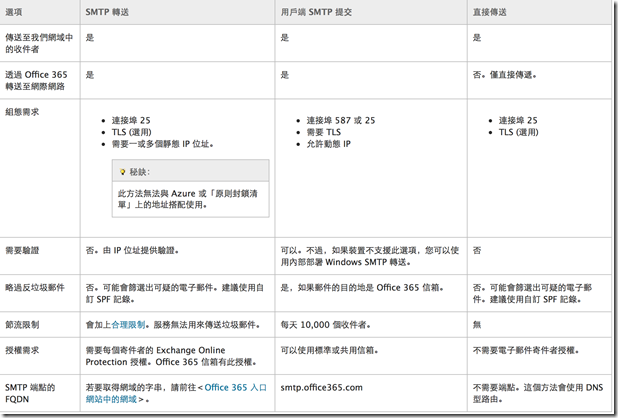 選項
SMTP 轉送
用戶端 SMTP 提交
直接傳送
傳送至我們網域中
的收件者
是
是
是
透過 Office 365
轉送至網際網路
是
是
否。僅直接傳遞。
組態需求
• 連接埠 25
• TLS (選用)
• 需要一或多個靜態 IP 位址。
秘訣：
此方法無法與 Azure 或「原則封鎖清
單」上的地址搭配使用。
• 連接埠 587 或 25
• 需要 TLS
• 允許動態 IP
• 連接埠 25
• TLS (選用)
需要驗證
否。由 IP 位址提供驗證。
可以。不過，如果裝置不支援此選項，您可以使
用內部部署 Windows SMTP 轉送。
否
略過反垃圾郵件
否。可能會篩選出可疑的電子郵件。建議使用自
訂 SPF 記錄。
是，如果郵件的目的地是 Office 365 信箱。
否。可能會篩選出可疑的電子郵
件。建議使用自訂 SPF 記錄。
節流限制
會加上合理限制。服務無法用來傳送垃圾郵件。
每天 10,000 個收件者。
無
授權需求
需要每個寄件者的 Exchange Online
Protection 授權。Office 365 信箱有此授權。
可以使用標準或共用信箱。
不需要電子郵件寄件者授權。
SMTP 端點的
FQDN
若要取得網域的字串，請前往<Office 365 入口
網站中的網域>。
smtp.office365.com
不需要端點。這個方法會使用 DNS
型路由。